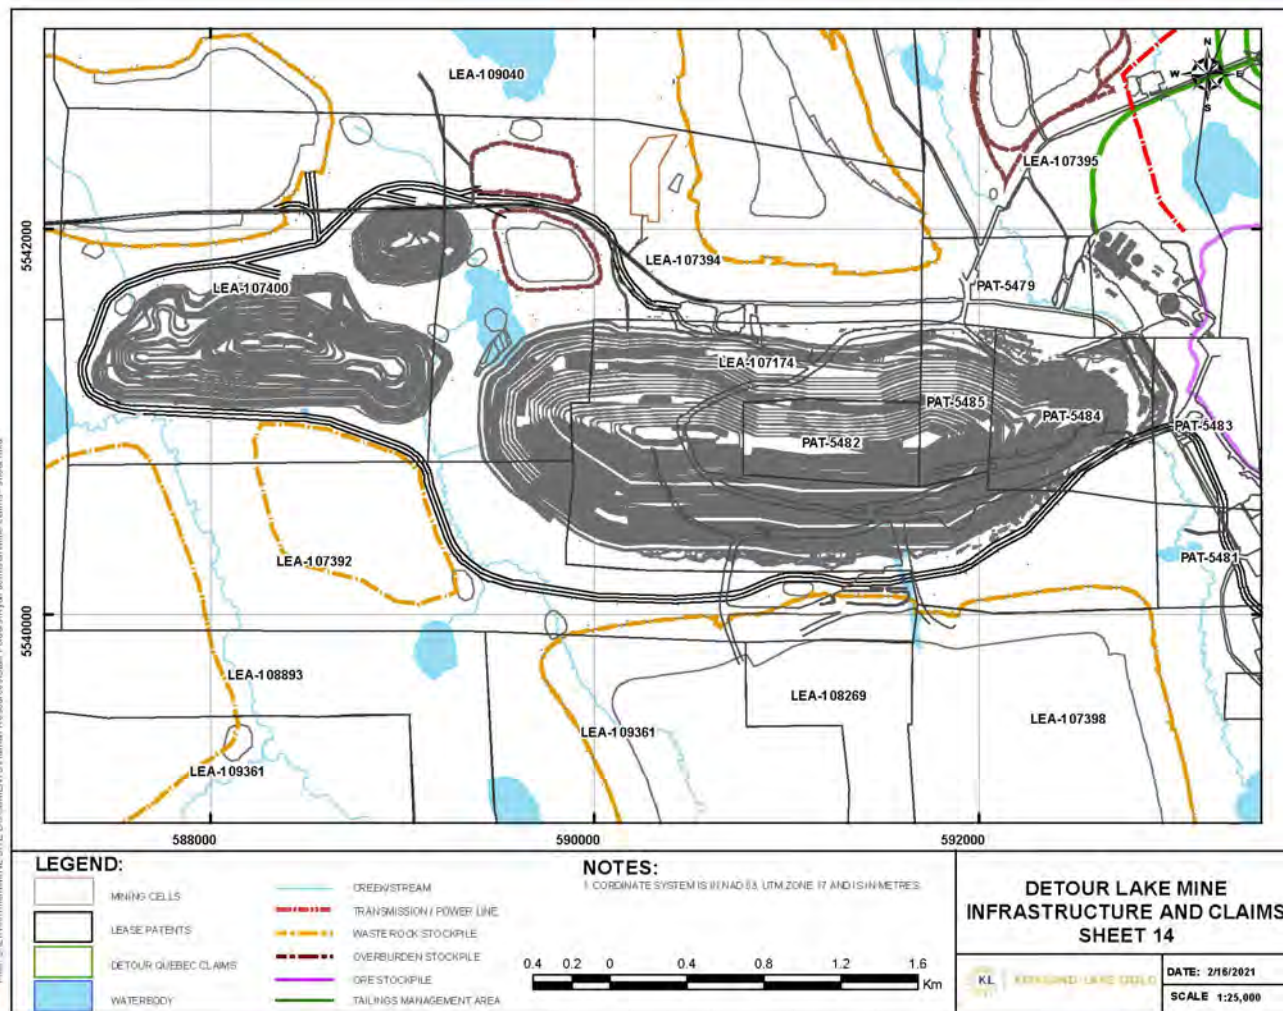 LEA-109040
N
W
E
S
LEA-107395
5542000
LEA-107394
LEA-107400
PAT-5479
LEA-107174
PAT-5485
PAT-5484
PAT-5482
PAT-5483
LEA-107392
PAT-5481
5540000
LEA-108893
LEA-108269
LEA-107398
LEA-109361
LEA-109361
588000
590000
592000
LEGEND:
MINING CELLS
LEASE PATENTS
DETOUR QUEBEC CLAIMS
WATERBODY
CREEK/STREAM
TRANSMISSION / POWER LINE
WASTE ROCK STOCKPILE
OVERBURDEN STOCKPILE
ORE STOCKPILE
TAILINGS MANAGEMENT AREA
NOTES:
1. CORDINATE SYSTEM IS IN NAD 83, UTM ZONE 17 AND IS IN METRES.
0.4 0.2 0 0.4 0.8 1.2 1.6
Km
DETOUR LAKE MINE
INFRASTRUCTURE AND CLAIMS
SHEET 14
KL
KIRKLAND LAKE GOLD
DATE: 2/16/2021
SCALE 1:25,000